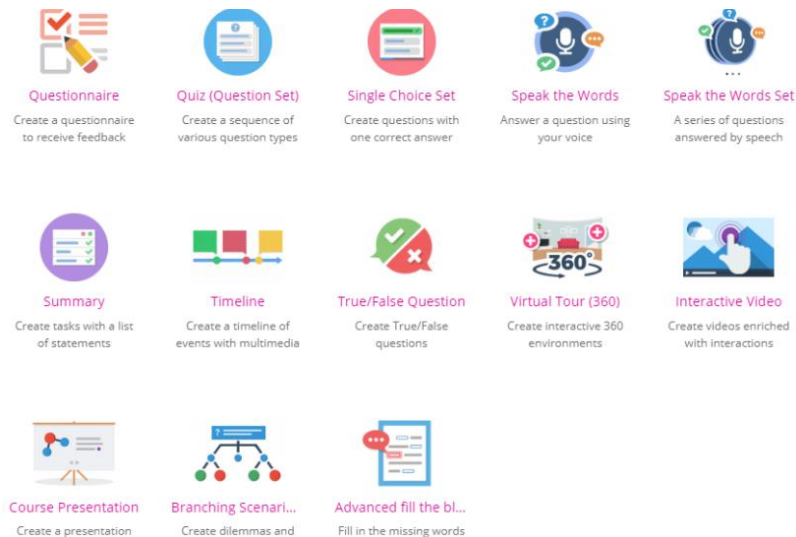 Questionnaire
Create a questionnaire
to receive feedback
Quiz (Question Set)
Create a sequence of
various question types
Single Choice Set
Create questions with
one correct answer
Speak the Words
Answer a question using
your voice
Speak the Words Set
A series of questions
answered by speech
Summary
Create tasks with a list
of statements
Timeline
Create a timeline of
events with multimedia
True/False Question
Create True/False
questions
360°
Virtual Tour (360)
Create interactive 360
environments
Interactive Video
Create videos enriched
with interactions
Course Presentation
Create a presentation
Branching Scenari...
Create dilemmas and
Advanced fill the bl...
Fill in the missing words